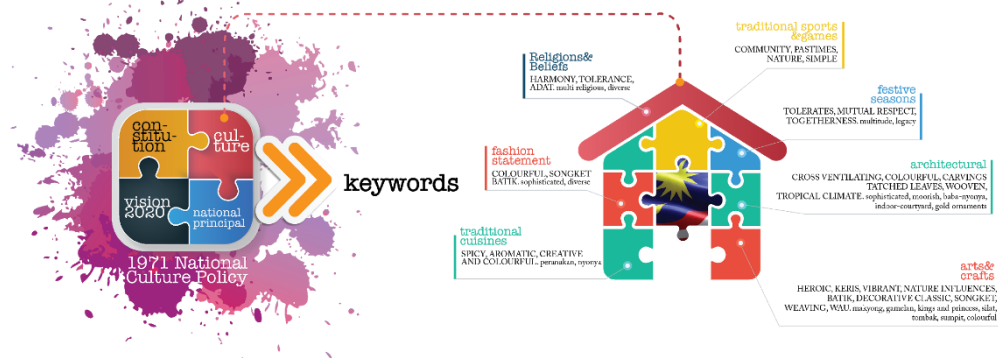 con-
stitu-
tion
cul-
ture
vision
2020
national
principal
1971 National
Culture Policy
keywords
Religions&
Beliefs
HARMONY, TOLERANCE,
ADAT. multi religious, diverse
traditional sports
&games
COMMUNITY, PASTIMES,
NATURE, SIMPLE
festive
seasons
TOLERATES, MUTUAL RESPECT,
TOGETHERNESS. multitude, legacy
fashion
statement
COLOURFUL, SONGKET
BATIK. sophisticated, diverse
architectural
CROSS VENTILATING, COLOURFUL, CARVINGS
TATCHED LEAVES, WOOVEN,
TROPICAL CLIMATE. sophisticated, moorish, baba-nyonya,
indoor-courtyard, gold ornaments
traditional
cuisines
SPICY, AROMATIC, CREATIVE
AND COLOURFUL. peranakan, nyonya
arts&
crafts
HEROIC, KERIS, VIBRANT, NATURE INFLUENCES,
BATIK, DECORATIVE CLASSIC, SONGKET,
WEAVING, WAU. makyong, gamelan, kings and princess, silat,
tombak, sumpit, colourful